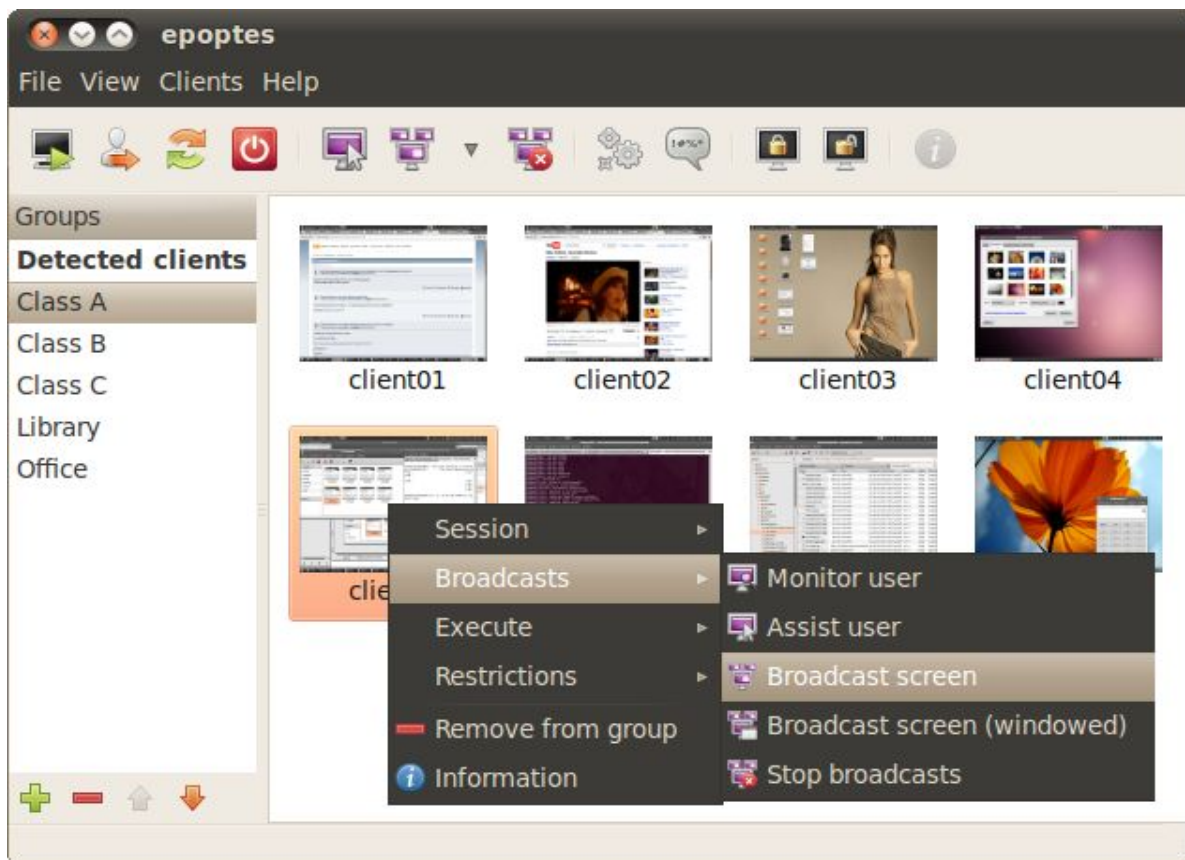 epoptes
File View Clients Help
Groups
Detected clients
Class A
Class B
Class C
Library
Office
client01
client02
client03
client04
Session
Broadcasts
Execute
Restrictions
Remove from group
Information
Monitor user
Assist user
Broadcast screen
Broadcast screen (windowed)
Stop broadcasts